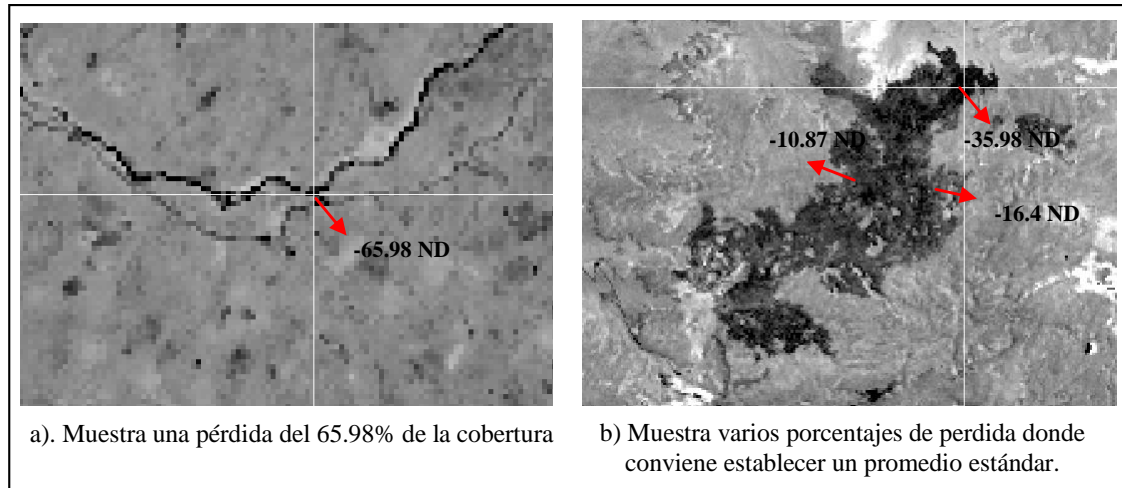 -65.98 ND
-10.87 ND
-35.98 ND
-16.4 ND
a). Muestra una pérdida del 65.98% de la cobertura
b) Muestra varios porcentajes de perdida donde
conviene establecer un promedio estándar.